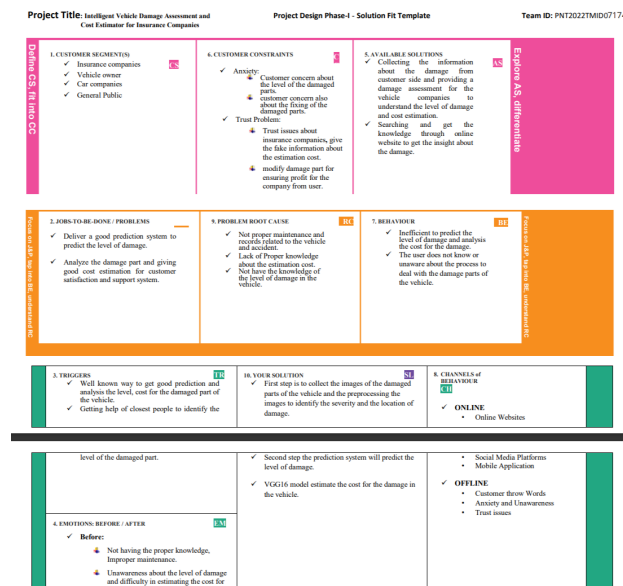 Project Title: Intelligent Vehicle Damage Assessment and
Cost Estimator for Insurance Companies
Project Design Phase-I - Solution Fit Template
Team ID: PNT2022TMID0717
Define CS, fit into CC
1. CUSTOMER SEGMENT(S)
CS
✓ Insurance companies
✓ Vehicle owner
✓ Car companies
✓ General Public
6. CUSTOMER CONSTRAINTS
✓ Anxiety:
Customer concern about
the level of the damaged
parts.
customer concern also
about the fixing of the
damaged parts.
✓ Trust Problem:
Trust issues about
insurance companies, give
the fake information about
the estimation cost.
modify damage part for
ensuring profit for the
company from user.
5. AVAILABLE SOLUTIONS
AS
✓ Collecting the information
about the damage from
customer side and providing a
damage assessment for the
vehicle companies to
understand the level of damage
and cost estimation.
✓ Searching and get the
knowledge through online
website to get the insight about
the damage.
Explore AS, differentiate
Focus on J&P, tap into BE, understand RC
2. JOBS-TO-BE-DONE / PROBLEMS
✓ Deliver a good prediction system to
predict the level of damage.
✓ Analyze the damage part and giving
good cost estimation for customer
satisfaction and support system.
9. PROBLEM ROOT CAUSE
RC
✓ Not proper maintenance and
records related to the vehicle
and accident.
✓ Lack of Proper knowledge
about the estimation cost.
✓ Not have the knowledge of
the level of damage in the
vehicle.
7. BEHAVIOUR
BE
✓ Inefficient to predict the
level of damage and analysis
the cost for the damage.
✓ The user does not know or
unaware about the process to
deal with the damage parts of
the vehicle.
Focus on J&P, tap into BE, understand RC
3. TRIGGERS
TR
✓ Well known way to get good prediction and
analysis the level, cost for the damaged part of
the vehicle.
✓ Getting help of closest people to identify the
level of the damaged part.
4. EMOTIONS: BEFORE / AFTER
EM
✓ Before:
Not having the proper knowledge,
Improper maintenance.
Unawareness about the level of damage
and difficulty in estimating the cost for
10. YOUR SOLUTION
SL
✓ First step is to collect the images of the damaged
parts of the vehicle and the preprocessing the
images to identify the severity and the location of
damage.
✓ Second step the prediction system will predict the
level of damage.
✓ VGG16 model estimate the cost for the damage in
the vehicle.
8. CHANNELS of
BEHAVIOUR
CH
✓ ONLINE
• Online Websites
• Social Media Platforms
• Mobile Application
✓ OFFLINE
• Customer throw Words
• Anxiety and Unawareness
• Trust issues